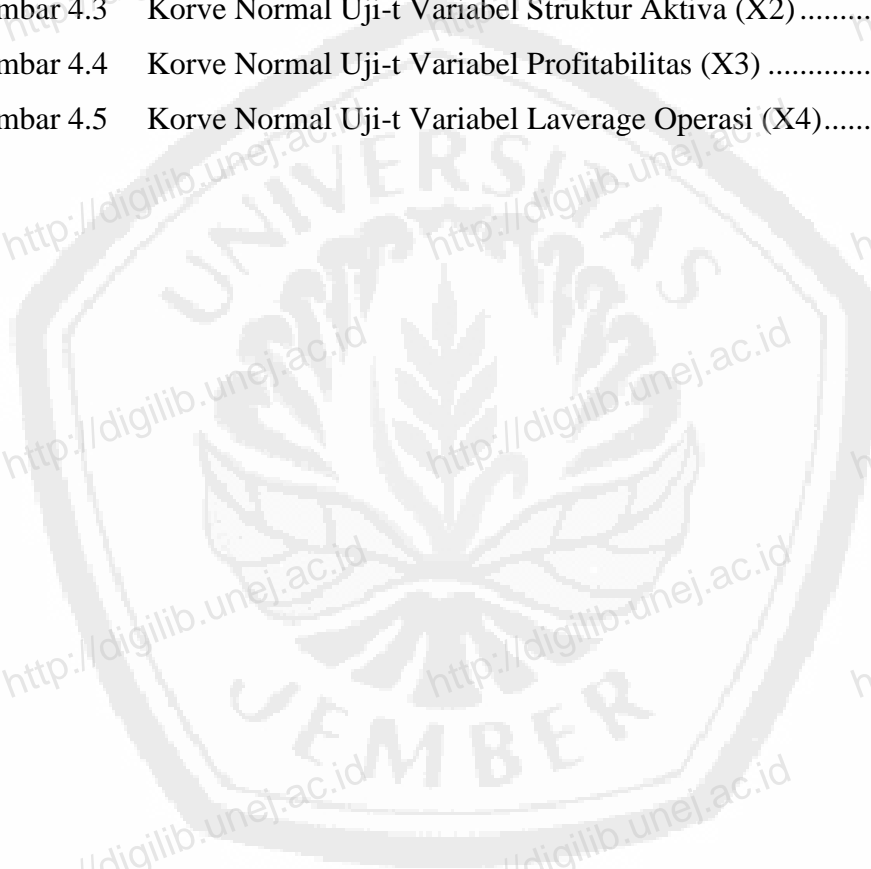 mbar 4.3 Korve Normal Uji-t Variabel Struktur Aktiva (X2).........
mbar 4.4 Korve Normal Uji-t Variabel Profitabilitas (X3) .............
mbar 4.5 Korve Normal Uji-t Variabel Laverage Operasi (X4)......
UNIVERSITAS
http://digilib.unej.ac.id
http://digilib.unej.ac.id
http://digilib.unej.ac.id
http://digilib.unej.ac.id
http://digilib.unej.ac.id
http://digilib.unej.ac.id
JEMBER
//digilib.unej.ac.id
//digilib.unej.ac.id